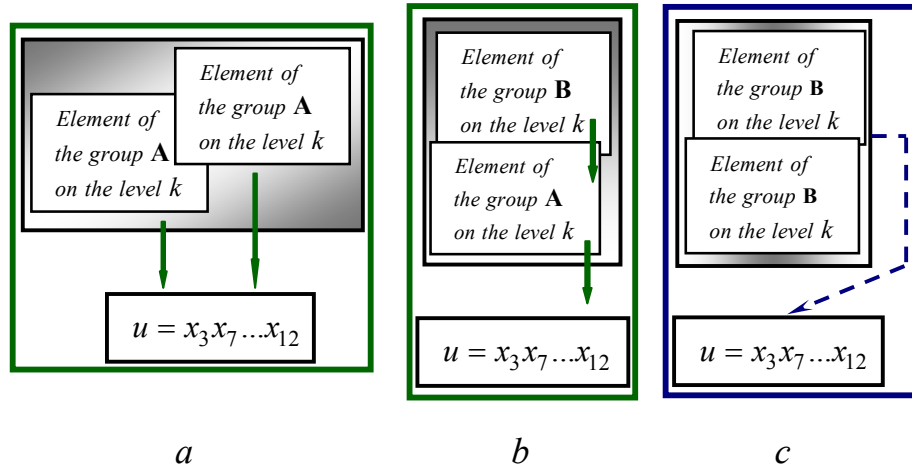 Element of
the group A
on the level k
Element of
the group A
on the level k
u = x₃x₇...x₁₂
a
Element of
the group B
on the level k
Element of
the group A
on the level k
u = x₃x₇...x₁₂
b
Element of
the group B
on the level k
Element of
the group B
on the level k
u = x₃x₇...x₁₂
c